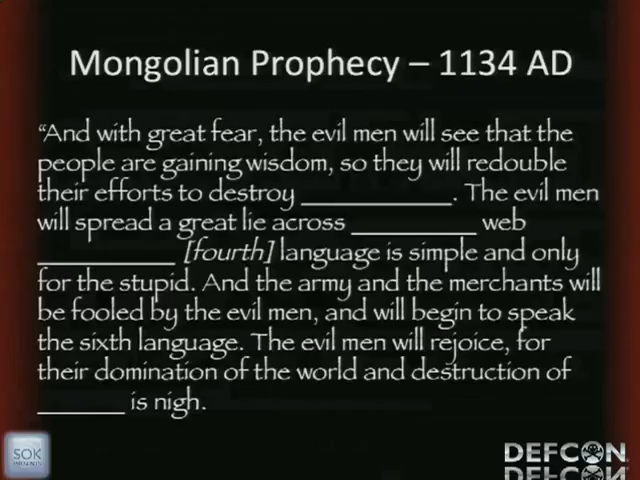 Mongolian Prophecy – 1134 AD
“And with great fear, the evil men will see that the
people are gaining wisdom, so they will redouble
their efforts to destroy ____________. The evil men
will spread a great lie across __________ web
___________ [fourth] language is simple and only
for the stupid. And the army and the merchants will
be fooled by the evil men, and will begin to speak
the sixth language. The evil men will rejoice, for
their domination of the world and destruction of
_______ is nigh.
SOK
DEFCON
DEFCON